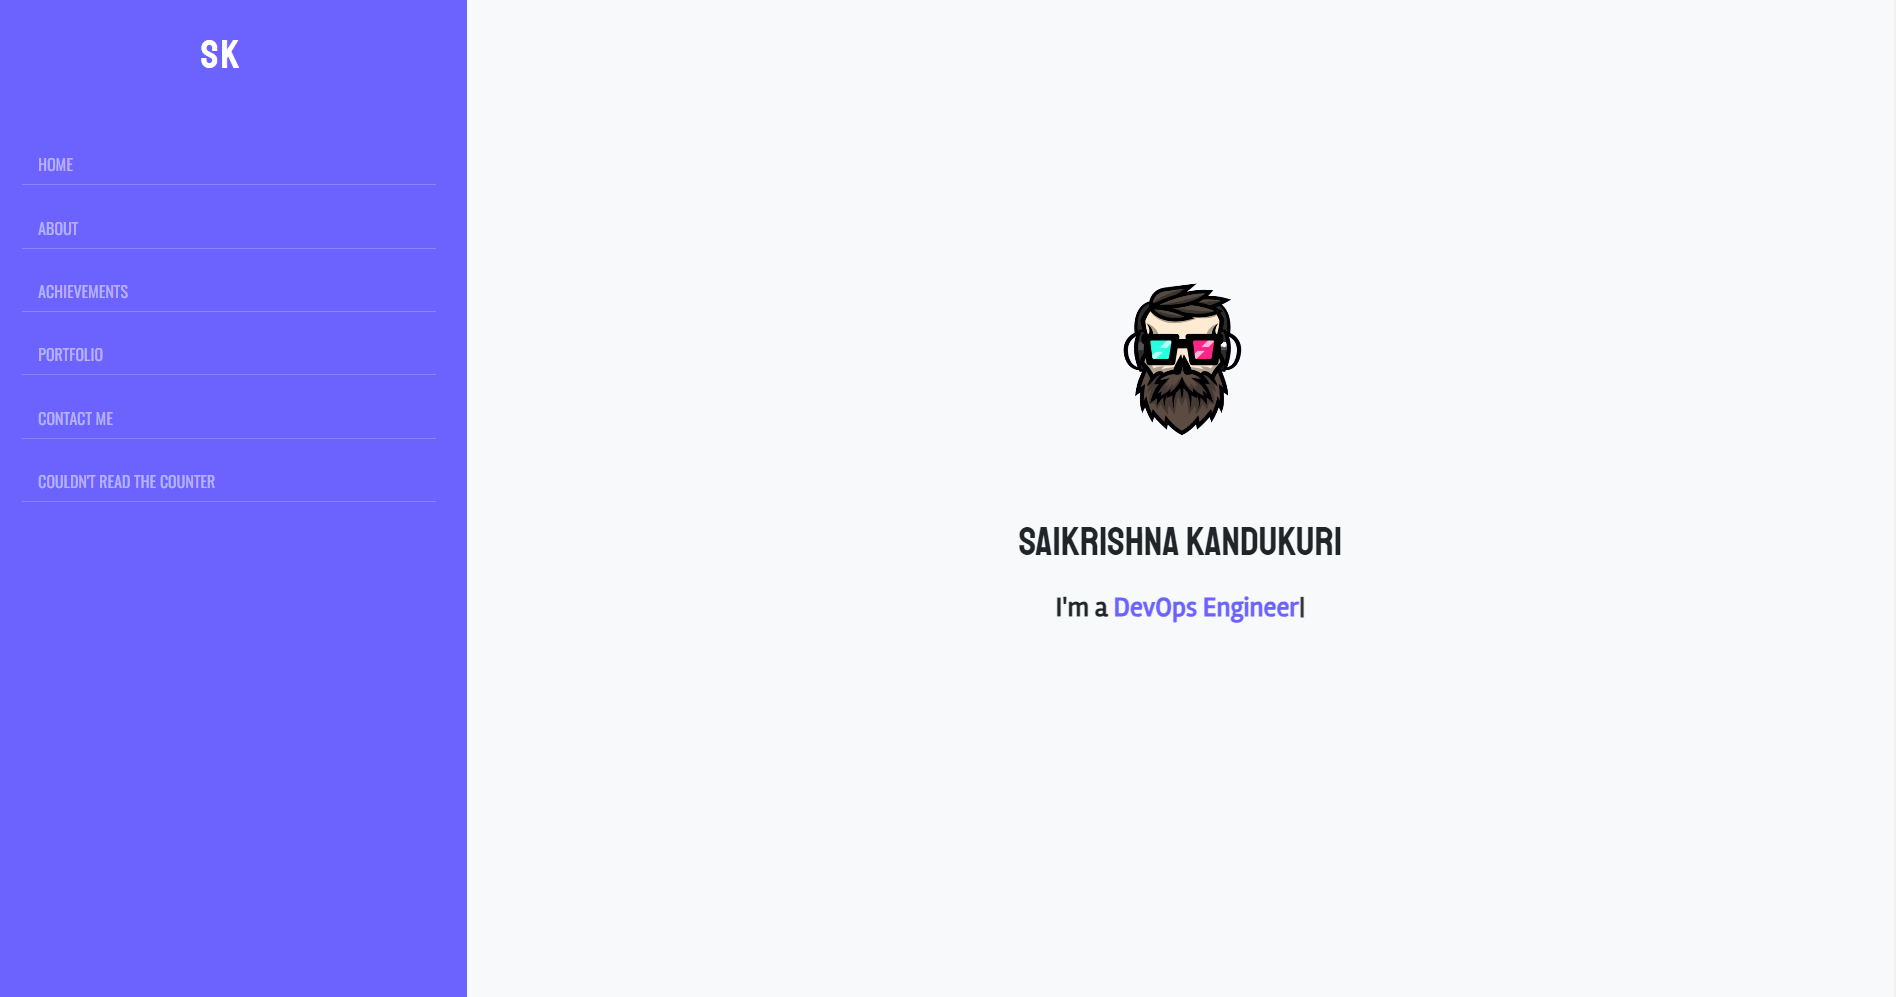 SK
HOME
ABOUT
ACHIEVEMENTS
PORTFOLIO
CONTACT ME
COULDN'T READ THE COUNTER
SAIKRISHNA KANDUKURI
I'm a DevOps Engineer|